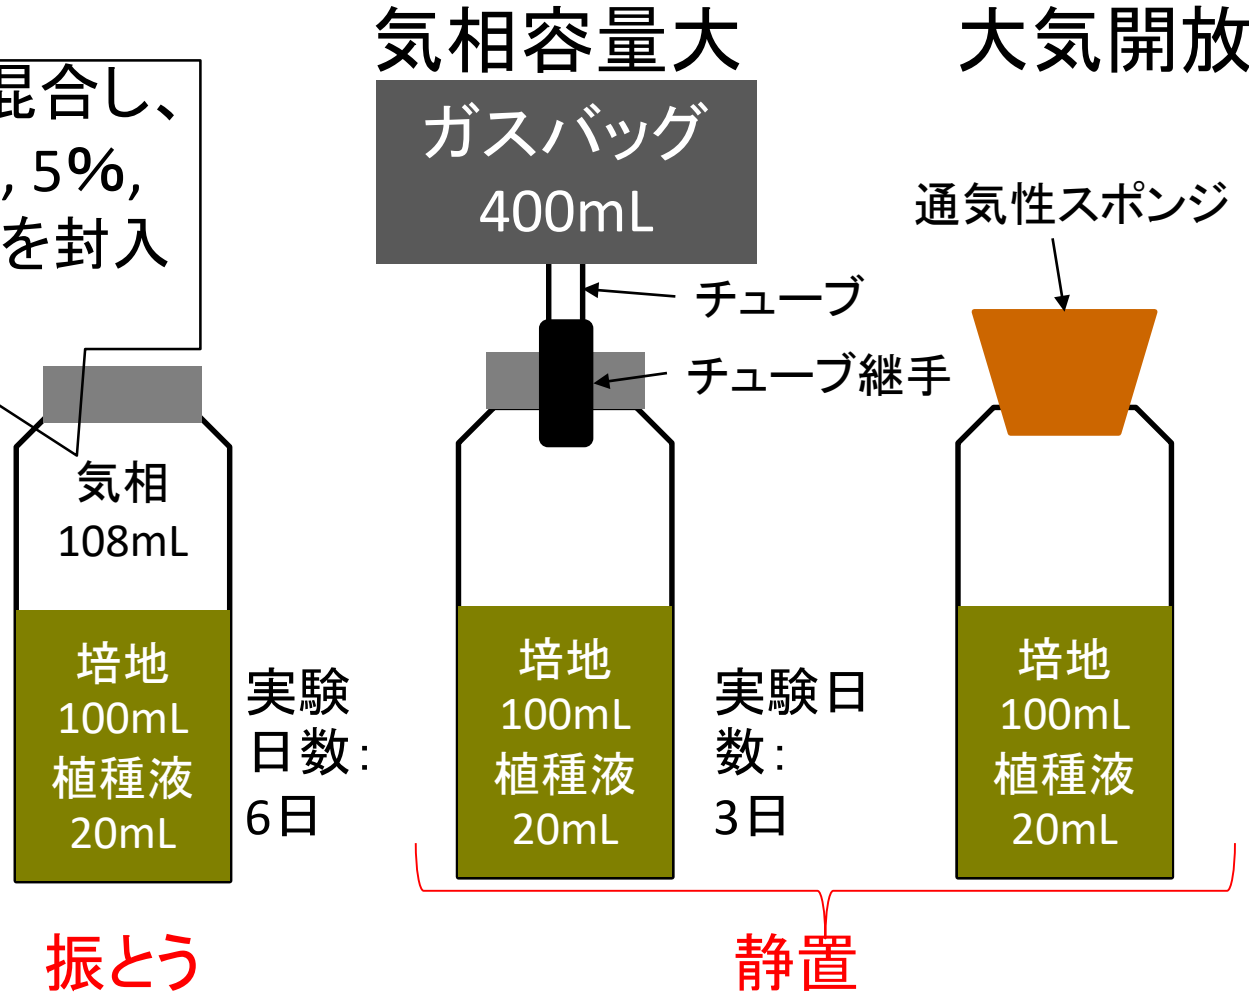 気相容量大
大気開放
混合し、
, 5%,
を封入
ガスバッグ
400mL
通気性スポンジ
チューブ
チューブ継手
気相
108mL
培地
100mL
植種液
20mL
実験
日数：
6日
培地
100mL
植種液
20mL
実験日
数：
3日
培地
100mL
植種液
20mL
振とう
静置